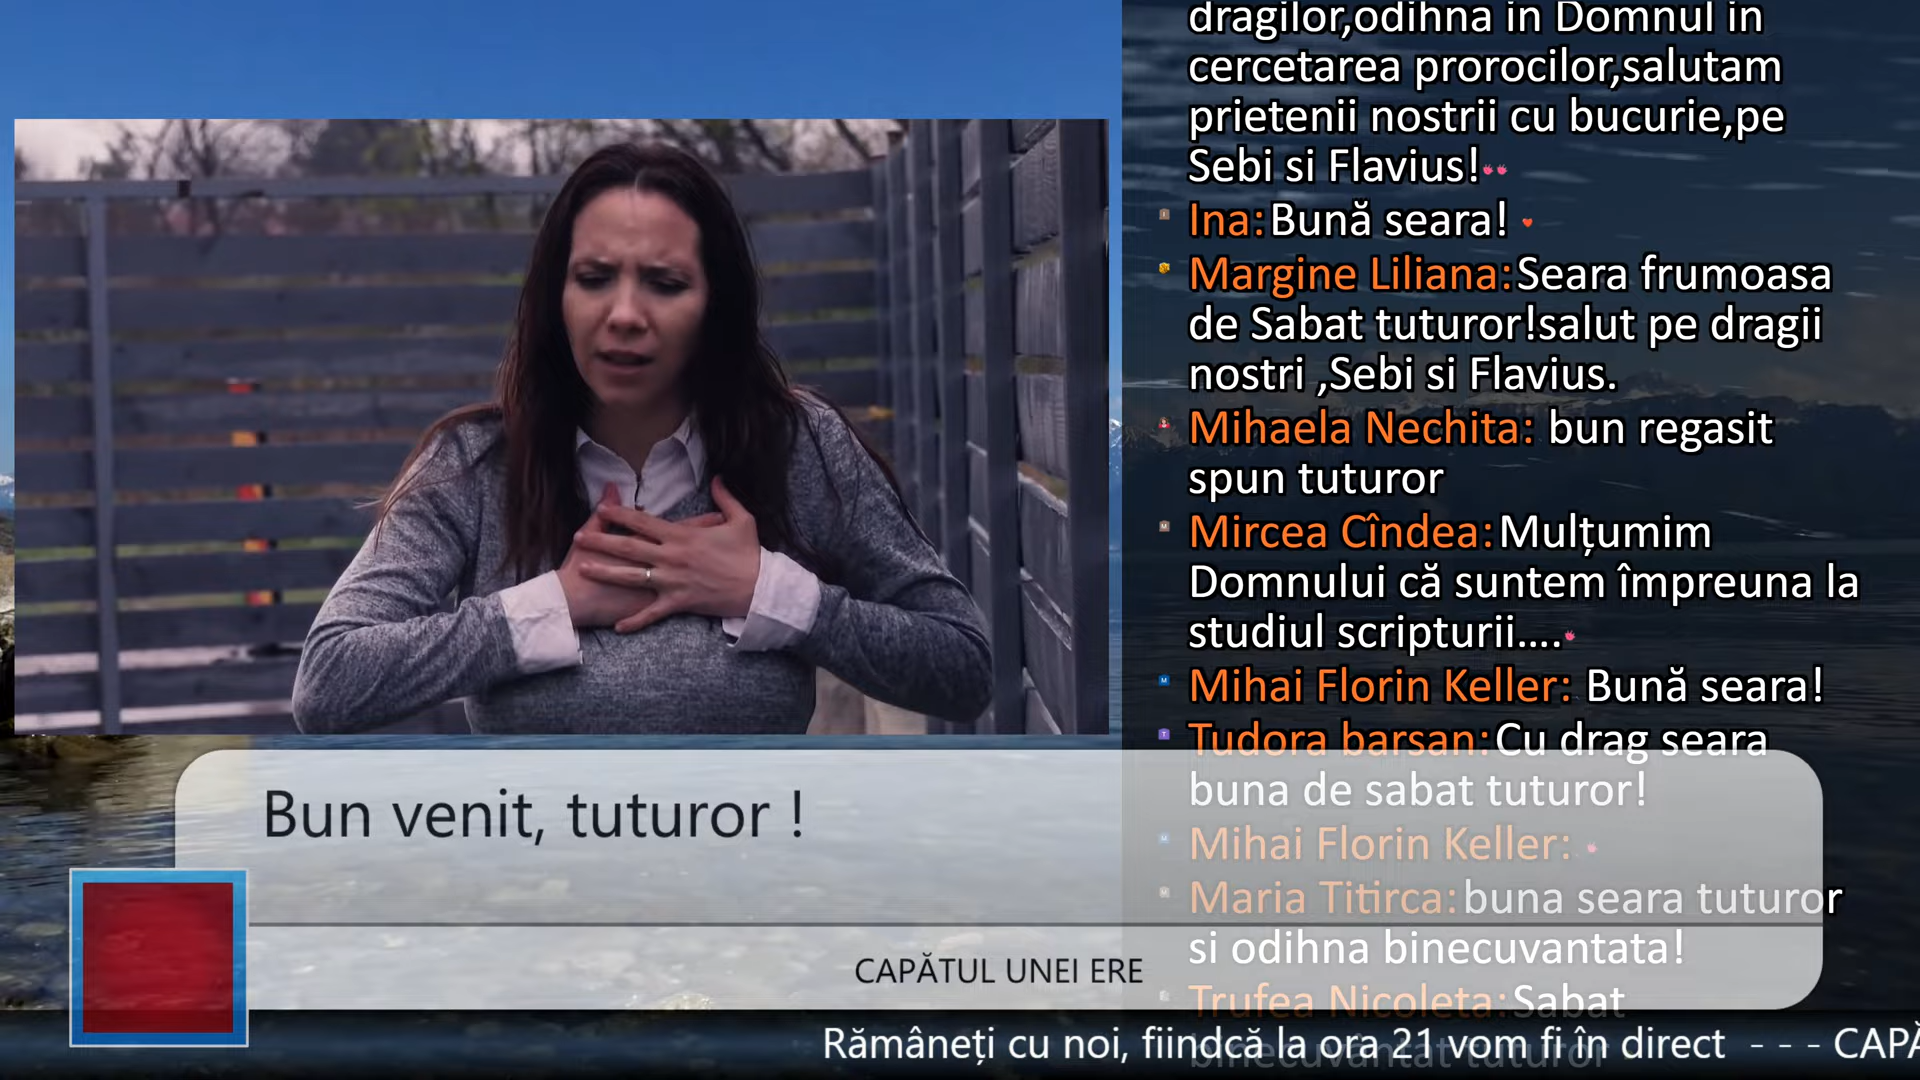 dragilor,odihna in Domnul in
cercetarea prorocilor,salutam
prietenii nostrii cu bucurie,pe
Sebi si Flavius!
Ina:Bună seara!
Margine Liliana:Seara frumoasa
de Sabat tuturor!salut pe dragii
nostri ,Sebi si Flavius.
Mihaela Nechita: bun regasit
spun tuturor
Mircea Cîndea:Mulțumim
Domnului că suntem împreuna la
studiul scripturii....
Mihai Florin Keller: Bună seara!
Tudora barsan:Cu drag seara
buna de sabat tuturor!
Mihai Florin Keller:
Maria Titirca:buna seara tuturor
si odihna binecuvantata!
Trufea Nicoleta:Sabat
binecuvântat tuturor
Bun venit, tuturor !
CAPĂTUL UNEI ERE
Rămâneți cu noi, fiindcă la ora 21 vom fi în direct - - - CAPĂ